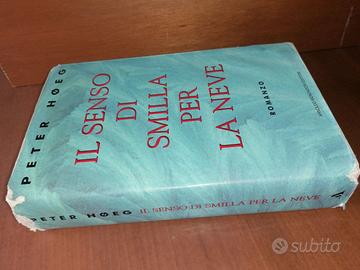 PETER HØEG
IL SENSO
DI
SMILLA
PER
LA NEVE
ROMANZO
PETER HØEG IL SENSO DI SMILLA PER LA NEVE
subito